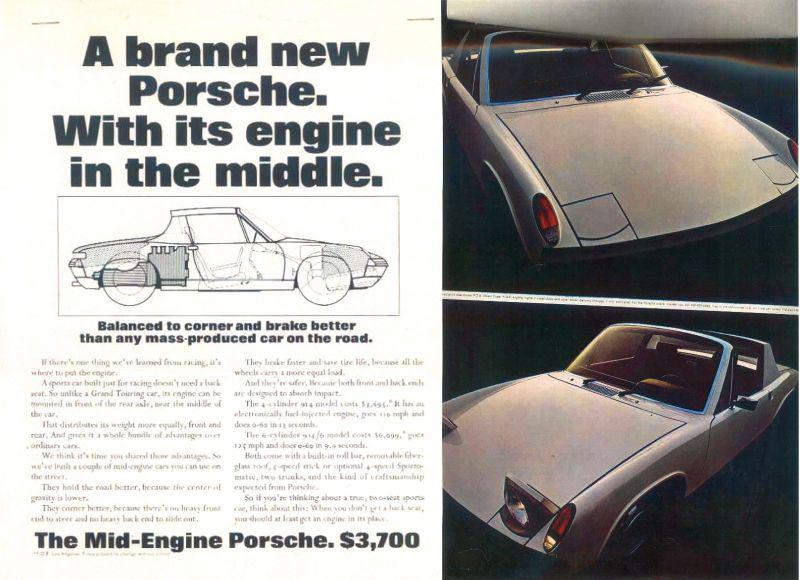 A brand new
Porsche.
With its engine
in the middle.
Balanced to corner and brake better
than any mass-produced car on the road.
If there's one thing we've learned from racing, it's
where to put the engine.
A sports car built just for racing doesn't need a back
seat. So unlike a Grand Touring car, its engine can be
mounted in front of the rear axle, near the middle of
the car.
That distributes its weight more equally, front and
rear. And gives it a whole bundle of advantages over
ordinary cars.
We think it's time you shared those advantages. So
we've built a couple of mid-engine cars you can use on
the street.
They hold the road better, because the center of
gravity is lower.
They corner better, because there's no heavy front
end to steer and no heavy back end to slide out.
They brake faster and save tire life, because all the
wheels carry a more equal load.
And they're safer. Because both front and back ends
are designed to absorb impact.
The 4-cylinder 914 model costs $3,695.* It has an
electronically fuel-injected engine, goes 110 mph and
does 0-60 in 13 seconds.
The 6-cylinder 914/6 model costs $6,099,* goes
125 mph and does 0-60 in 9.9 seconds.
Both come with a built-in roll bar, removable fiber-
glass roof, 5-speed stick or optional 4-speed Sporto-
matic, two trunks, and the kind of craftsmanship
expected from Porsche.
So if you're thinking about a true, two-seat sports
car, think about this: When you don't get a back seat,
you should at least get an engine in its place.
The Mid-Engine Porsche. $3,700